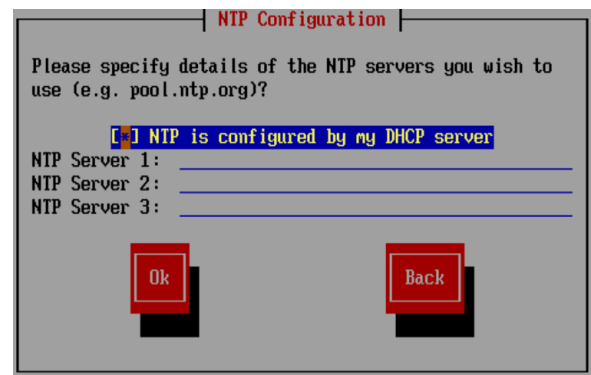 NTP Configuration
Please specify details of the NTP servers you wish to
use (e.g. pool.ntp.org)?
[*] NTP is configured by my DHCP server
NTP Server 1:
NTP Server 2:
NTP Server 3:
Ok Back